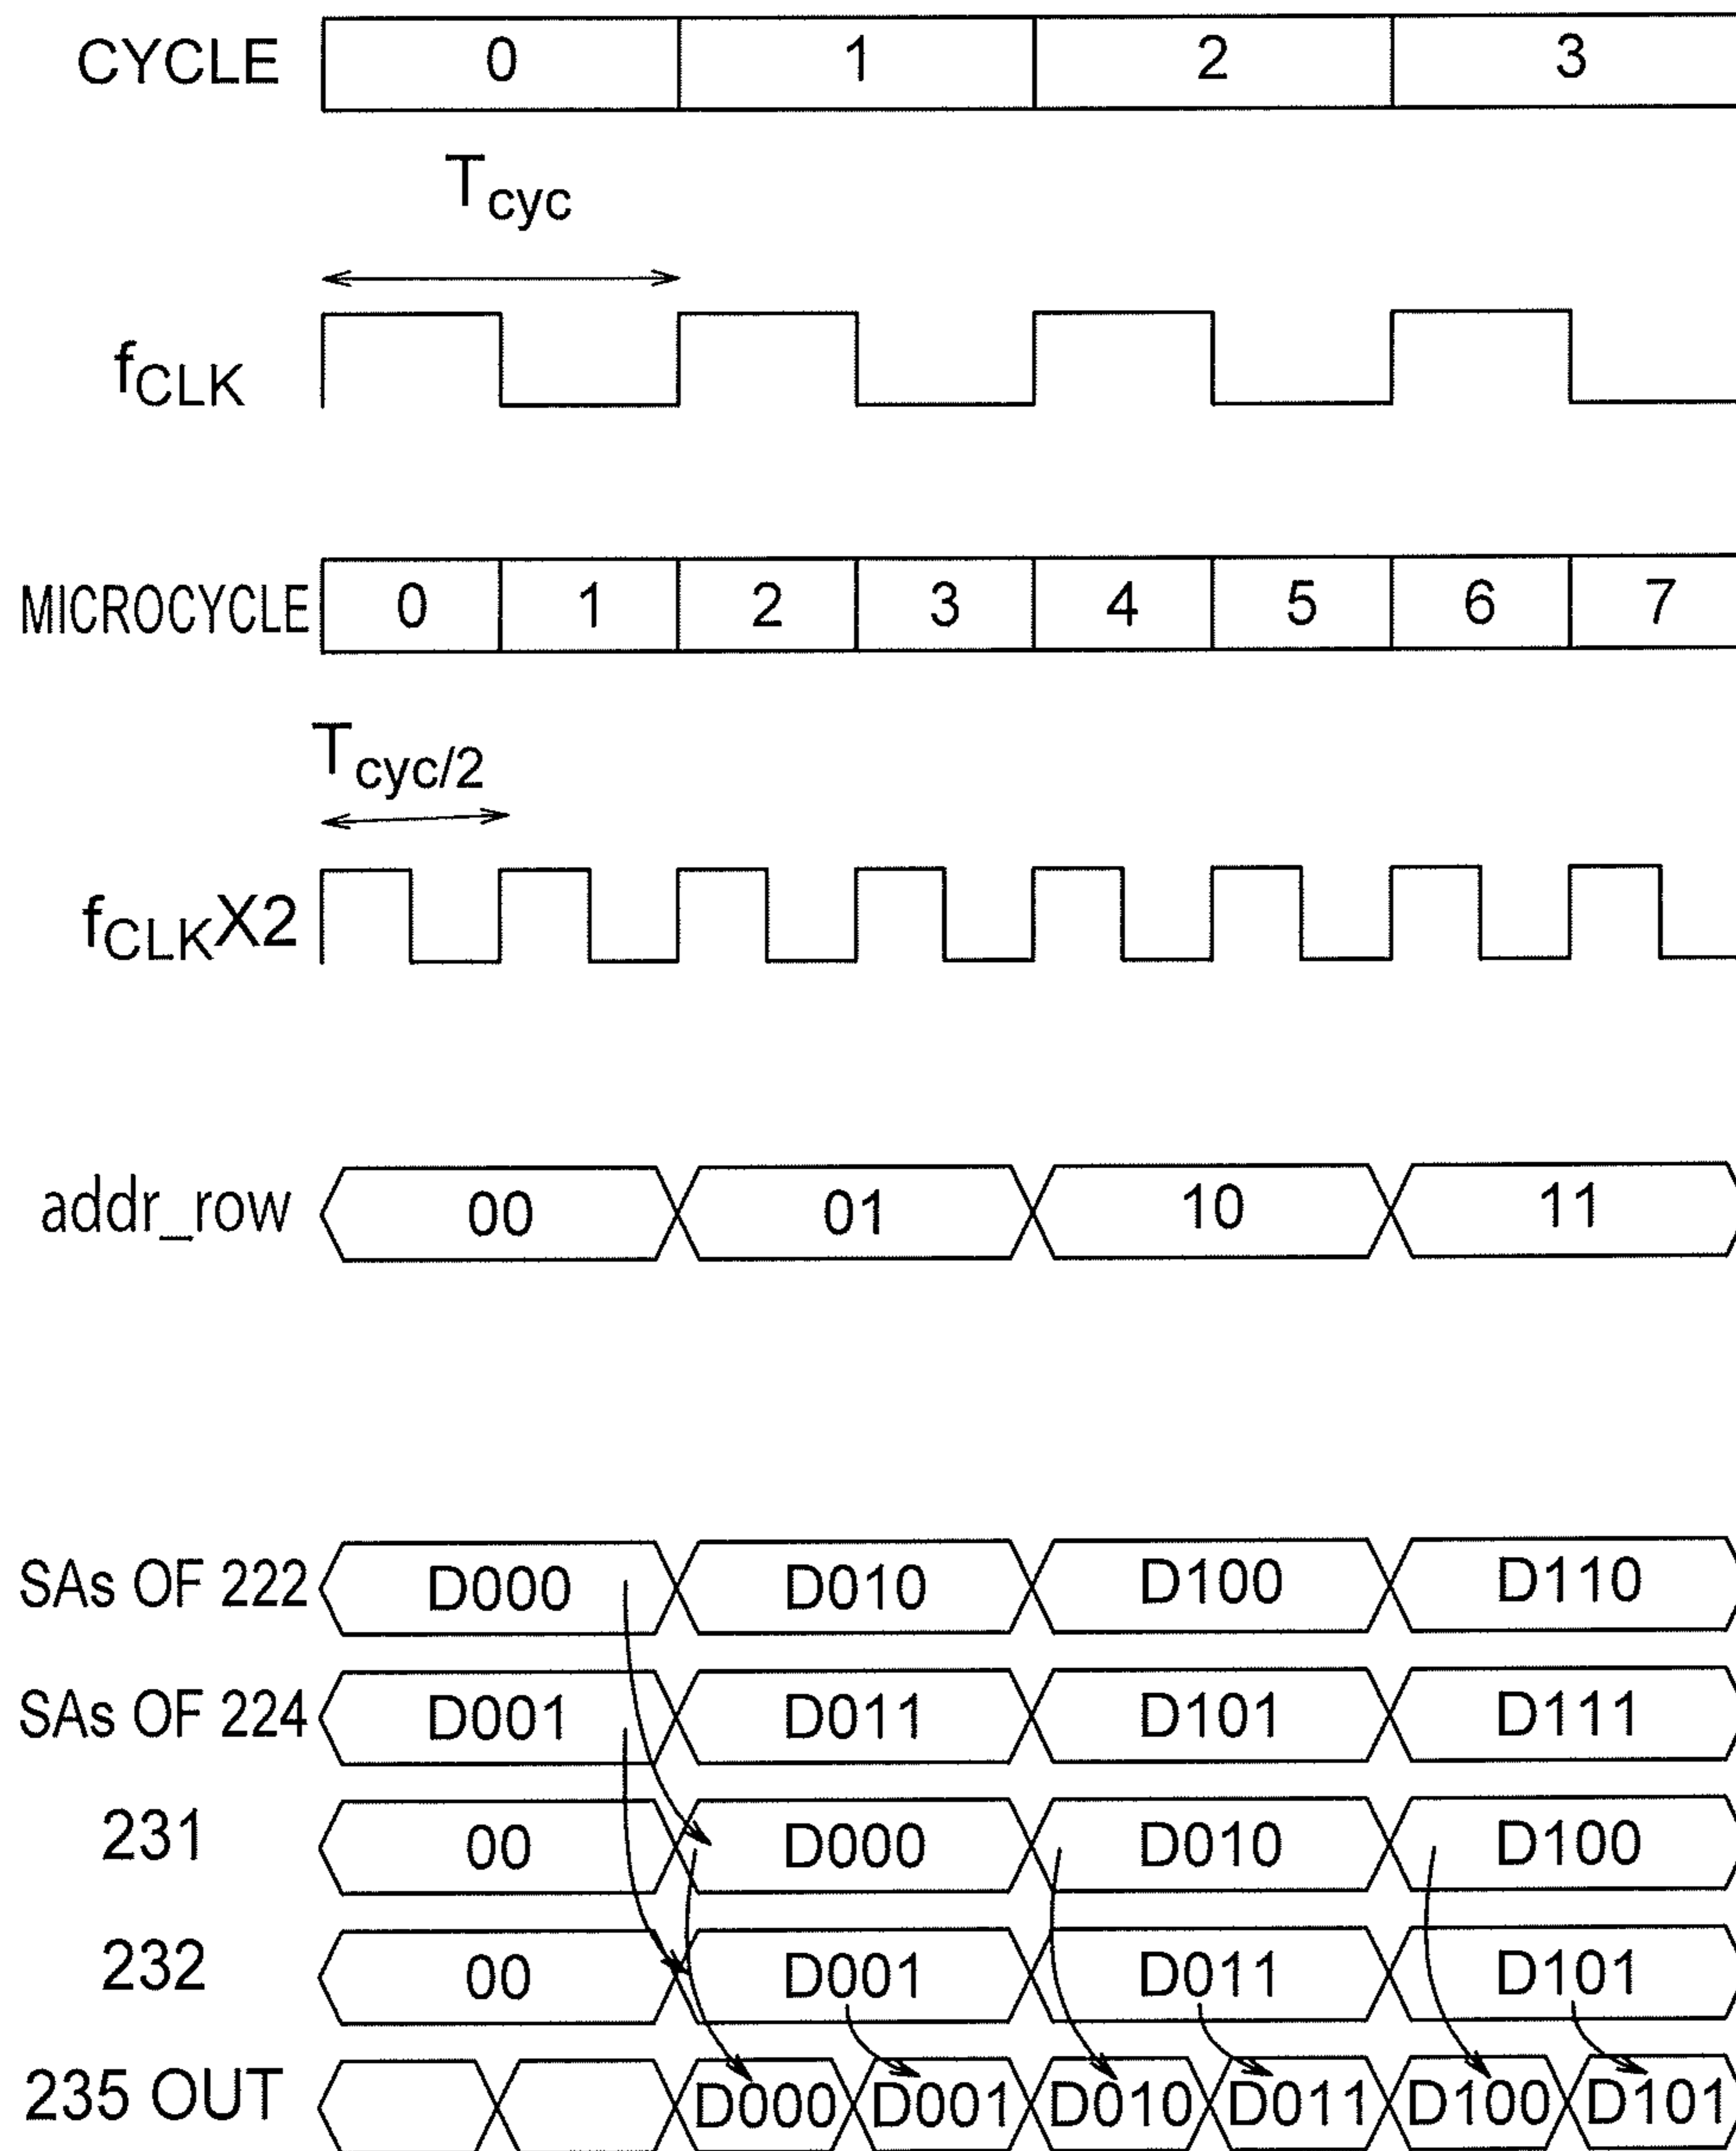 CYCLE 0 1 2 3
Tcyc
fCLK
MICROCYCLE 0 1 2 3 4 5 6 7
Tcyc/2
fCLKX2
addr_row 00 01 10 11
SAs OF 222 D000 D010 D100 D110
SAs OF 224 D001 D011 D101 D111
231 00 D000 D010 D100
232 00 D001 D011 D101
235 OUT D000 D001 D010 D011 D100 D101